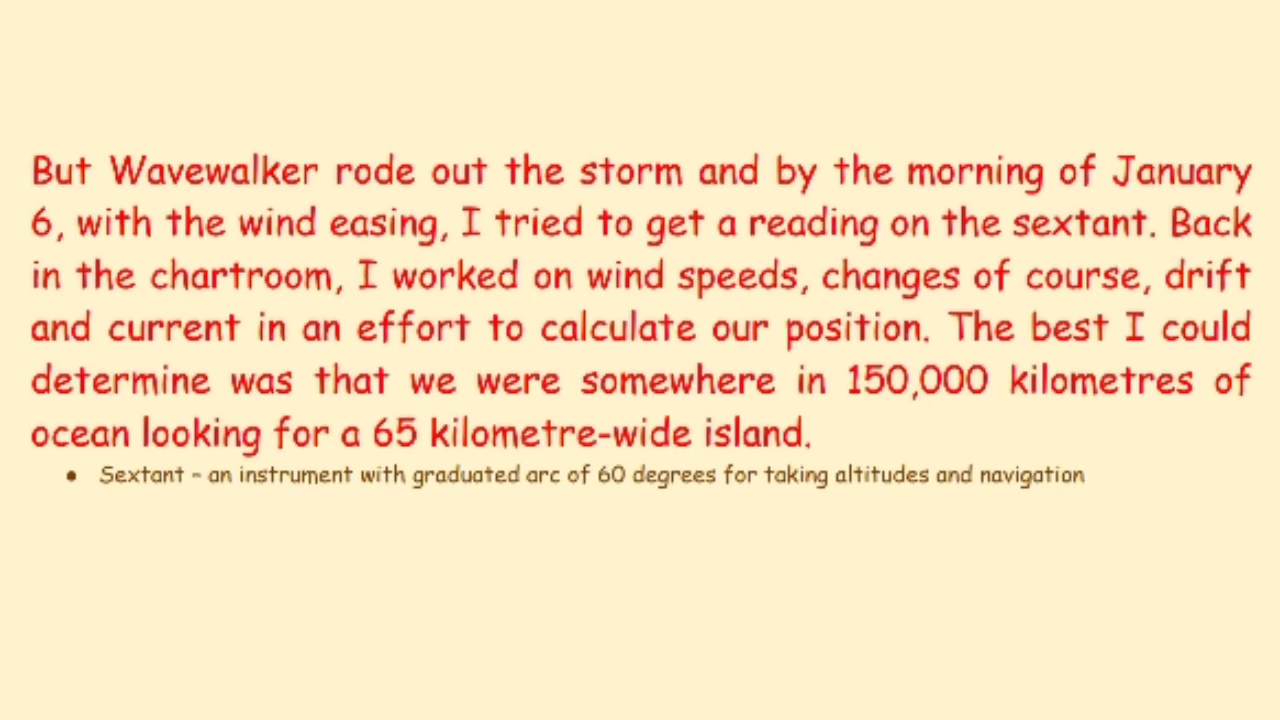 But Wavewalker rode out the storm and by the morning of January
6, with the wind easing, I tried to get a reading on the sextant. Back
in the chartroom, I worked on wind speeds, changes of course, drift
and current in an effort to calculate our position. The best I could
determine was that we were somewhere in 150,000 kilometres of
ocean looking for a 65 kilometre-wide island.
• Sextant - an instrument with graduated arc of 60 degrees for taking altitudes and navigation